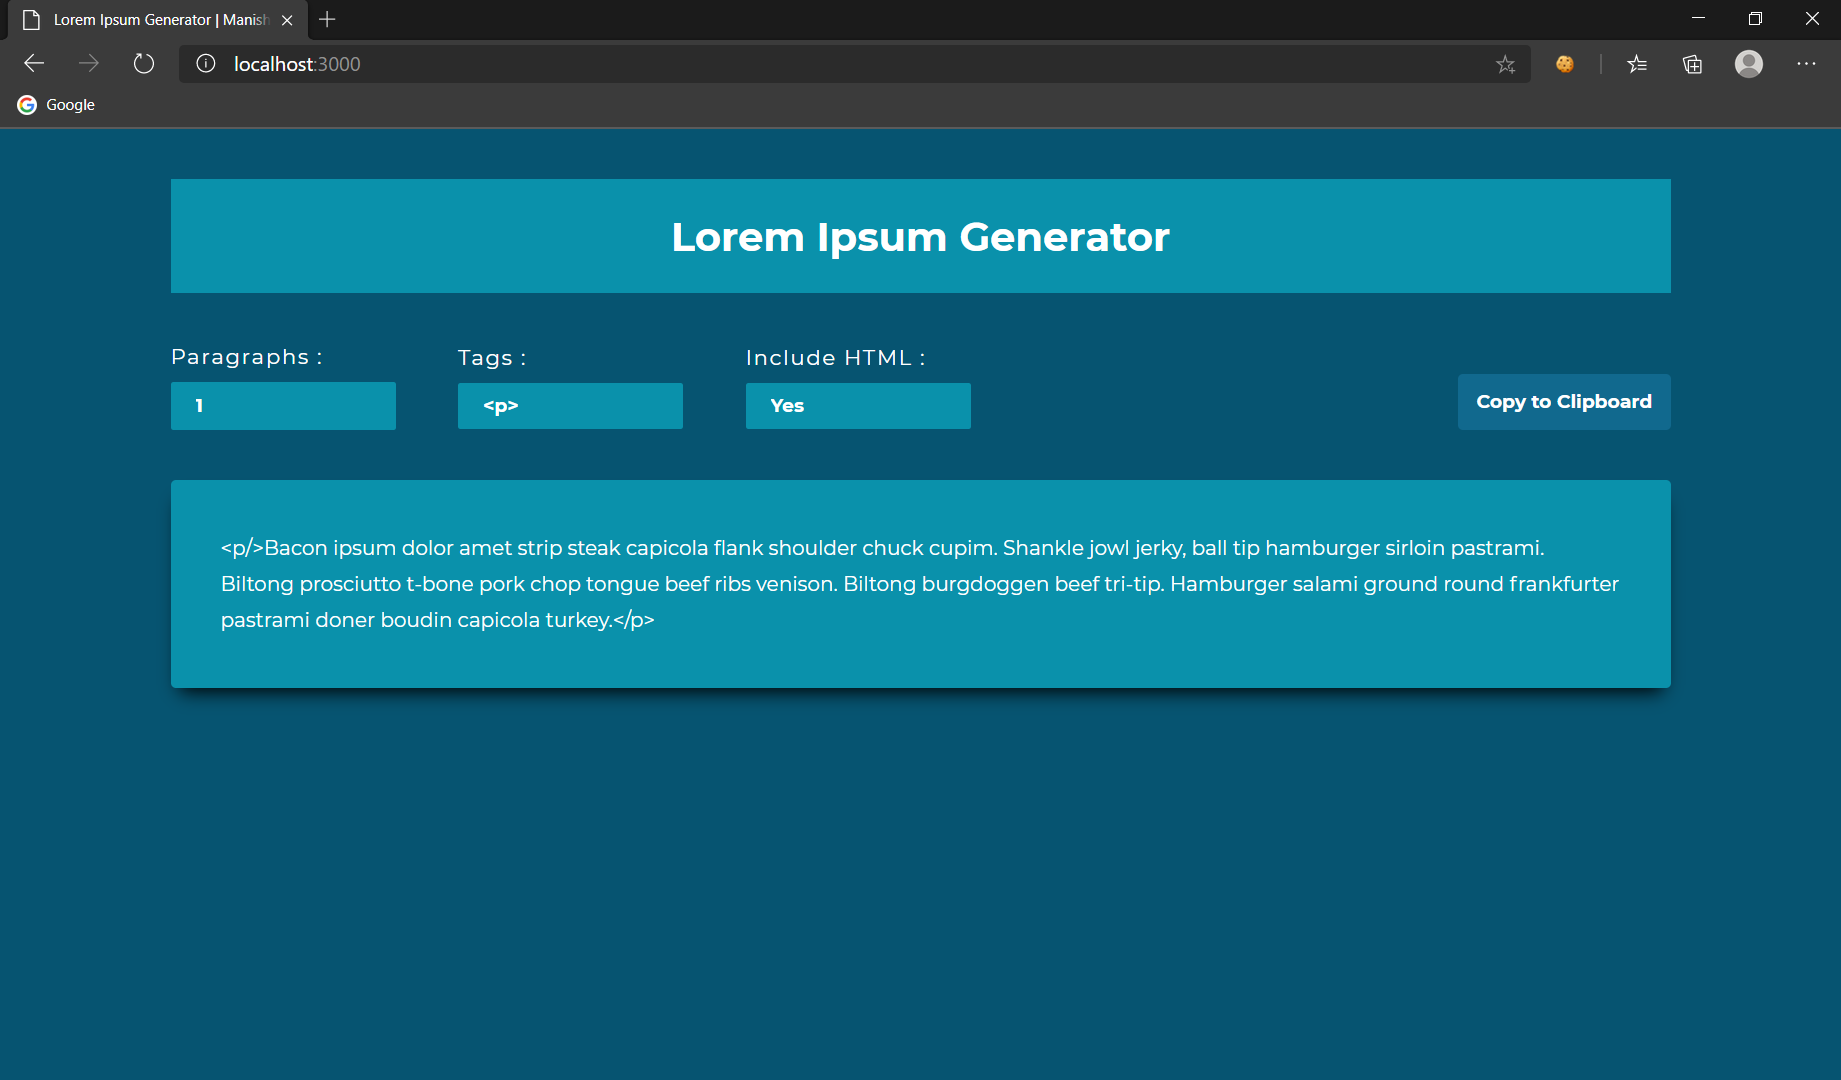 Lorem Ipsum Generator | Manish
localhost:3000
Google
Lorem Ipsum Generator
Paragraphs :
Tags :
Include HTML :
1
<p>
Yes
Copy to Clipboard
<p/>Bacon ipsum dolor amet strip steak capicola flank shoulder chuck cupim. Shankle jowl jerky, ball tip hamburger sirloin pastrami.
Biltong prosciutto t-bone pork chop tongue beef ribs venison. Biltong burgdoggen beef tri-tip. Hamburger salami ground round frankfurter
pastrami doner boudin capicola turkey.</p>